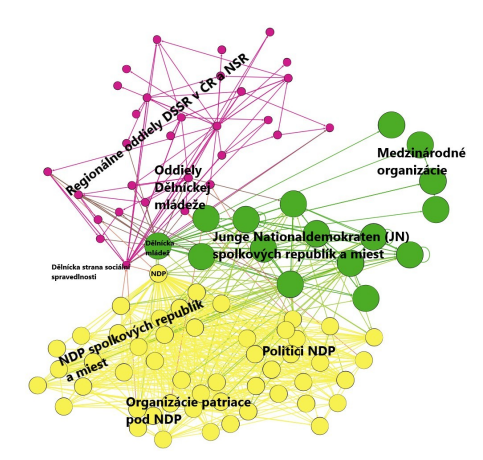 Regionálne oddiely DSSR v ČR a NSR
Medzinárodné
organizácie
Oddiely
Dělnickej
mládeže
Junge Nationaldemokraten (JN)
spolkových republík a miest
Dělnická
mládež
Dělnická strana sociální
spravedlnosti
NDP
NDP spolkových republík
a miest
Politici NDP
Organizácie patriace
pod NDP